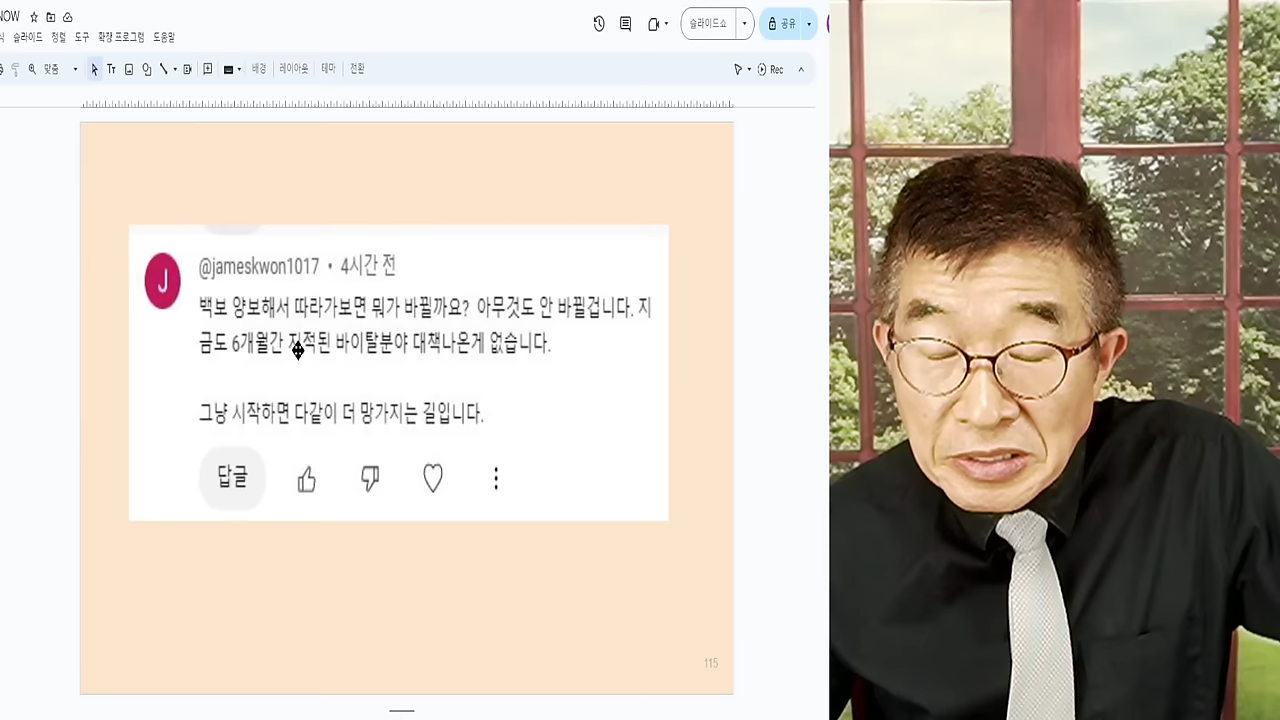 NOW
슬라이드쇼
공유
식 슬라이드 정렬 도구 확장 프로그램 도움말
맞춤 Tт 배경 레이아웃 테마 전환 Rec
J
@jameskwon1017 • 4시간 전
백보 양보해서 따라가보면 뭐가 바뀔까요? 아무것도 안 바뀔겁니다. 지
금도 6개월간 지적된 바이탈분야 대책나온게 없습니다.
그냥 시작하면 다같이 더 망가지는 길입니다.
답글
115